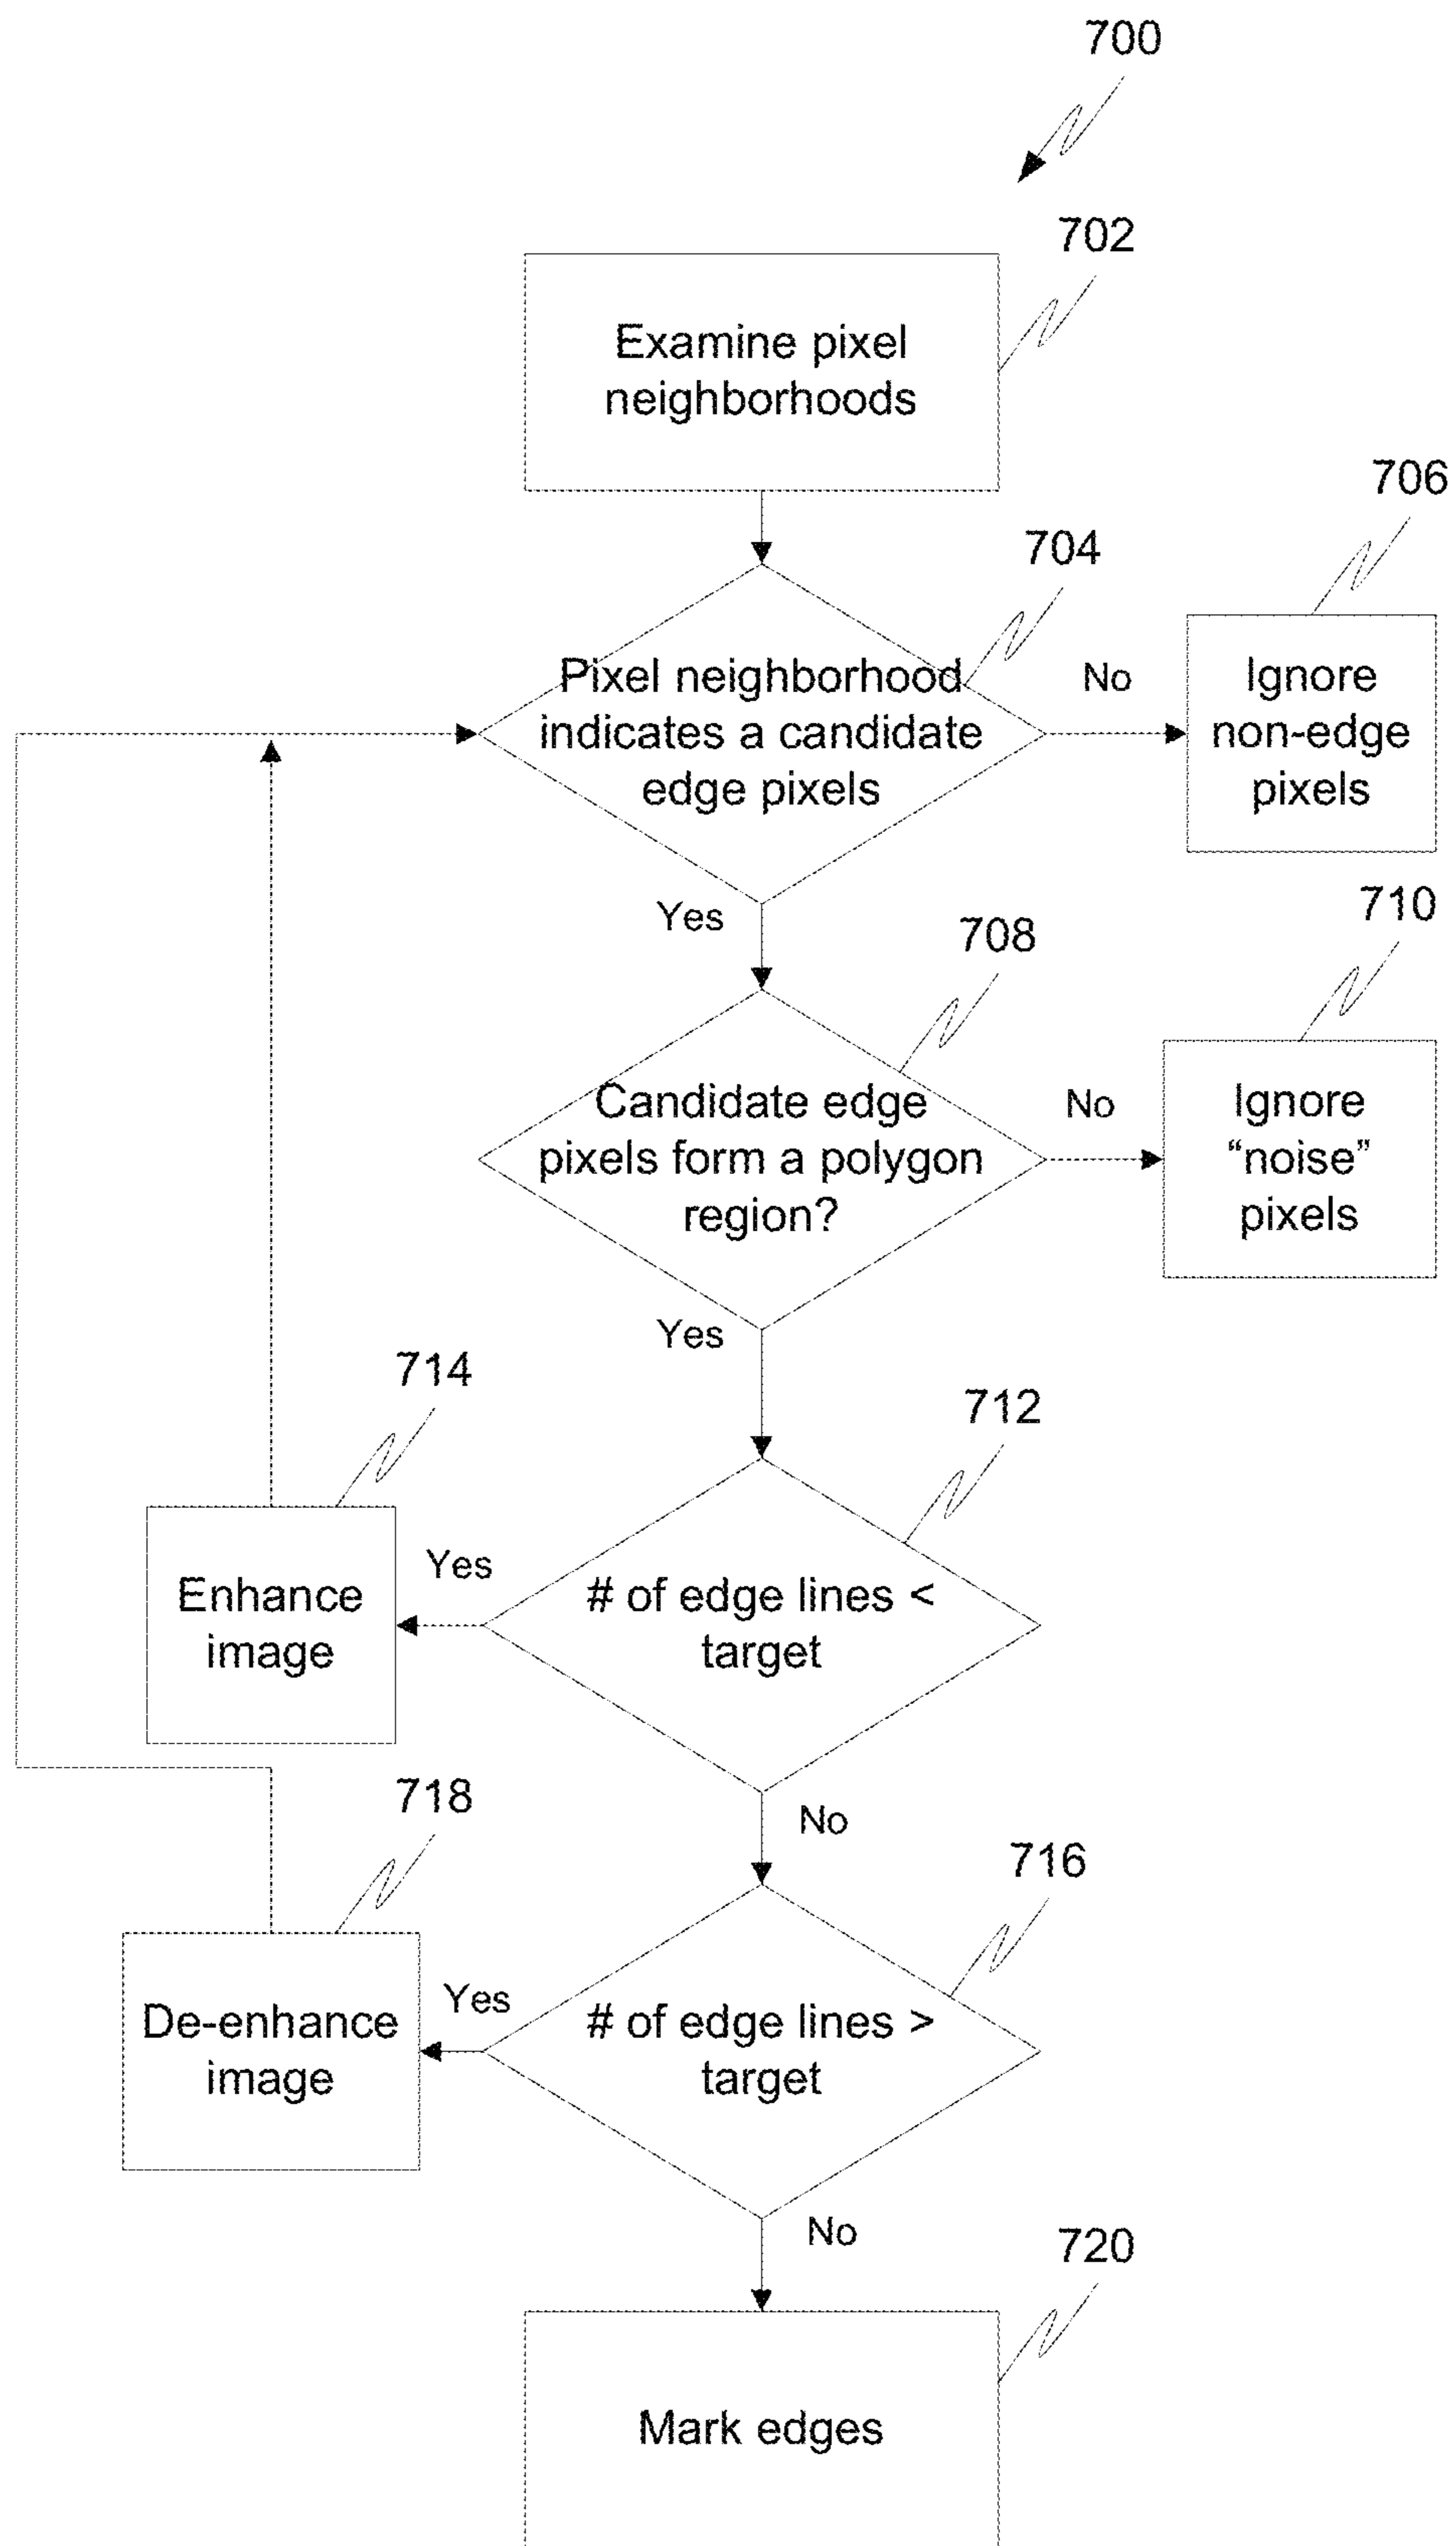 700
702
Examine pixel
neighborhoods
706
704
Pixel neighborhood
indicates a candidate
edge pixels
No
Ignore
non-edge
pixels
Yes
710
708
Candidate edge
pixels form a polygon
region?
No
Ignore
“noise”
pixels
Yes
714
712
Enhance
image
Yes
# of edge lines <
target
No
718
716
De-enhance
image
Yes
# of edge lines >
target
No
720
Mark edges